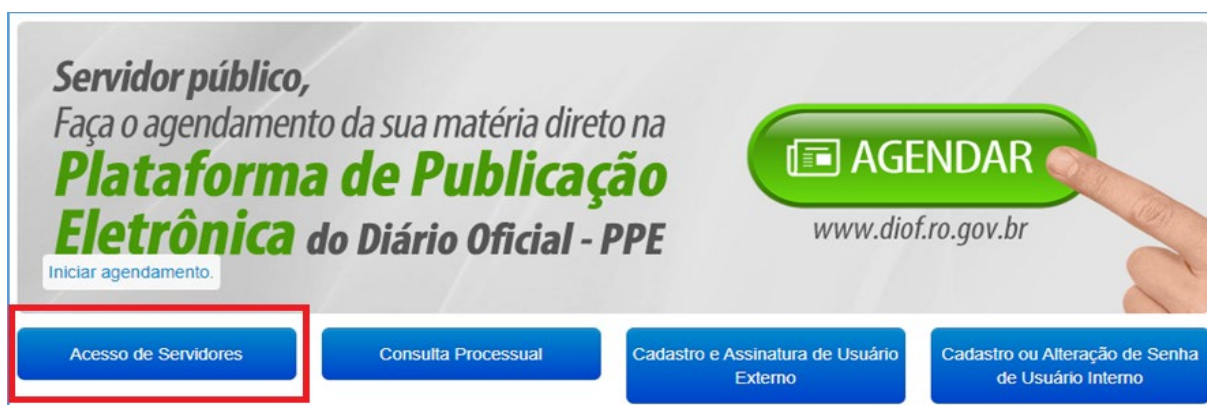 Servidor público,
Faça o agendamento da sua matéria direto na
Plataforma de Publicação
Eletrônica do Diário Oficial - PPE
Iniciar agendamento.
AGENDAR
www.diof.ro.gov.br
Acesso de Servidores
Consulta Processual
Cadastro e Assinatura de Usuário
Externo
Cadastro ou Alteração de Senha
de Usuário Interno